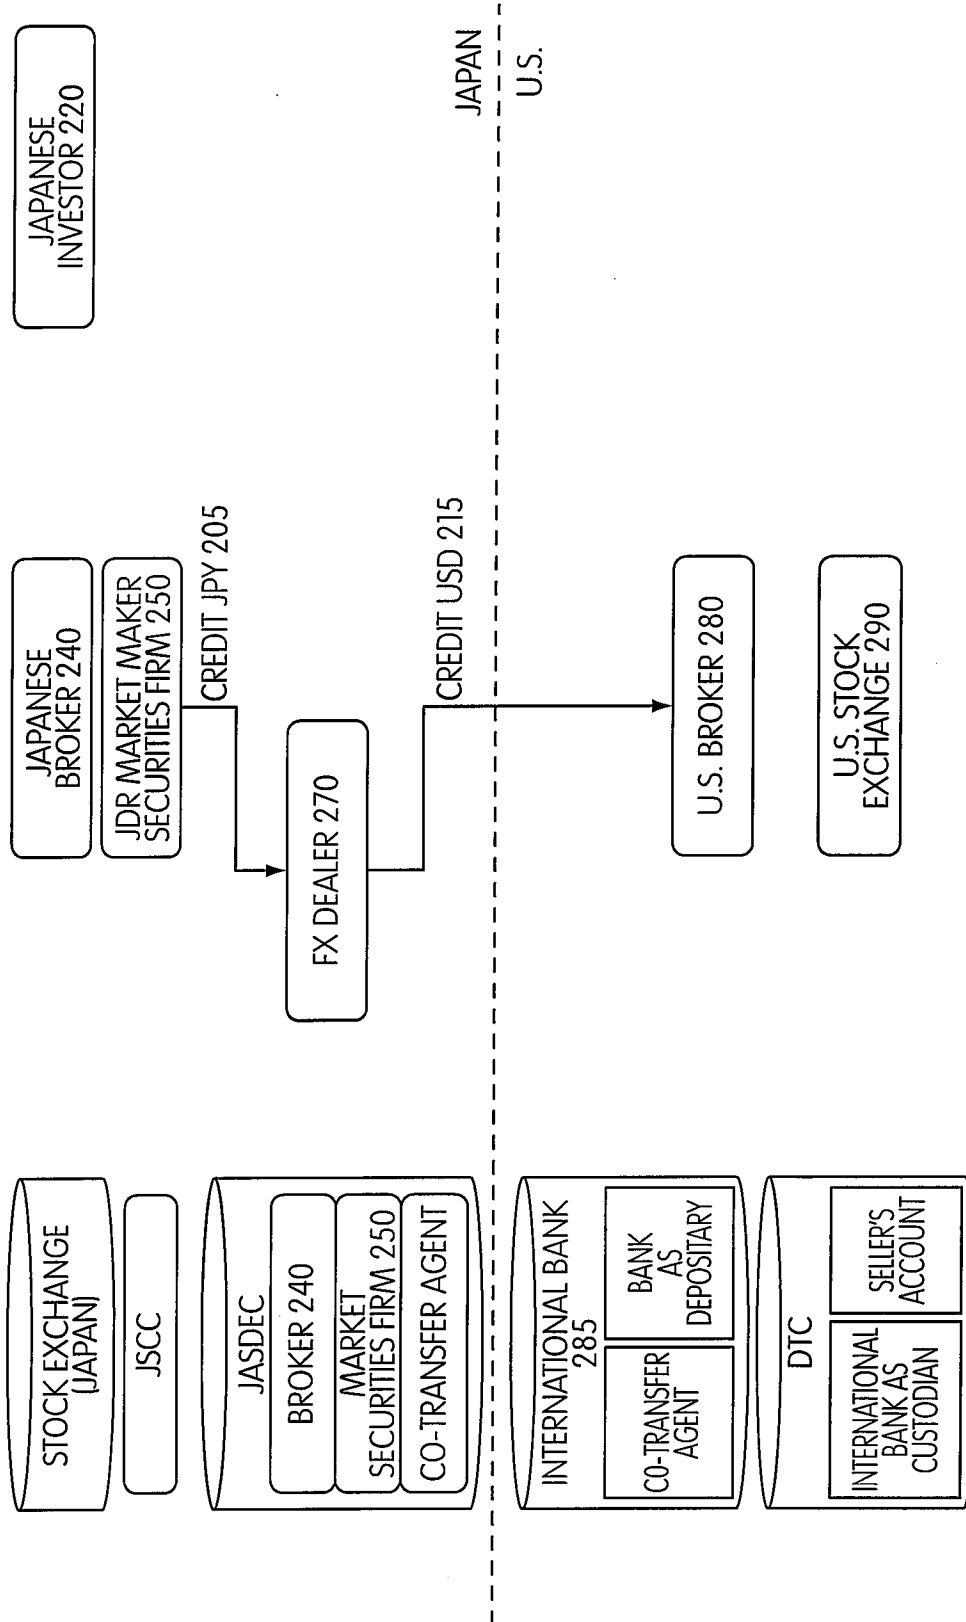 STOCK EXCHANGE
(JAPAN)
JSCC
JASDEC
BROKER 240
MARKET
SECURITIES FIRM 250
CO-TRANSFER AGENT
INTERNATIONAL BANK
285
CO-TRANSFER
AGENT
BANK
AS
DEPOSITARY
DTC
INTERNATIONAL
BANK AS
CUSTODIAN
SELLER'S
ACCOUNT
JAPANESE
BROKER 240
JDR MARKET MAKER
SECURITIES FIRM 250
CREDIT JPY 205
FX DEALER 270
CREDIT USD 215
U.S. BROKER 280
U.S. STOCK
EXCHANGE 290
JAPANESE
INVESTOR 220
JAPAN
U.S.